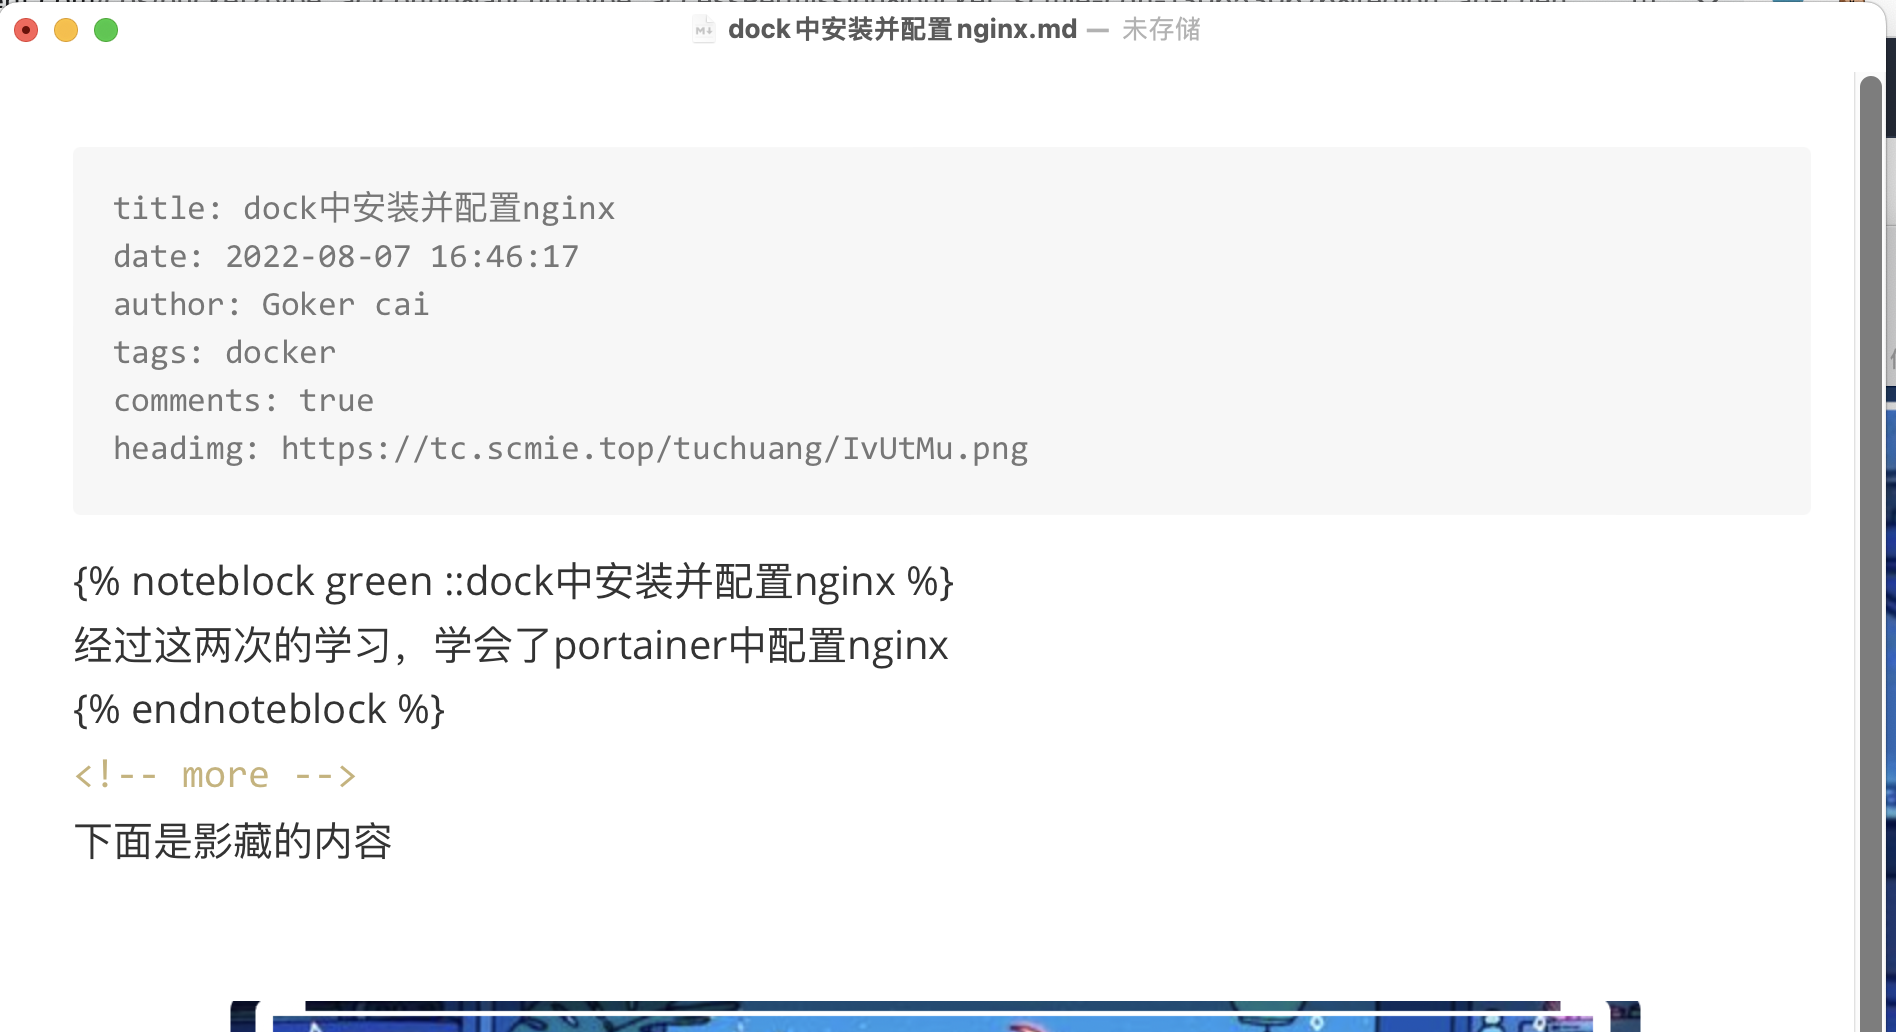 dock中安装并配置nginx.md — 未存储
title: dock中安装并配置nginx
date: 2022-08-07 16:46:17
author: Goker cai
tags: docker
comments: true
headimg: https://tc.scmie.top/tuchuang/IvUtMu.png
{% noteblock green ::dock中安装并配置nginx %}
经过这两次的学习，学会了portainer中配置nginx
{% endnoteblock %}
<!-- more -->
下面是影藏的内容